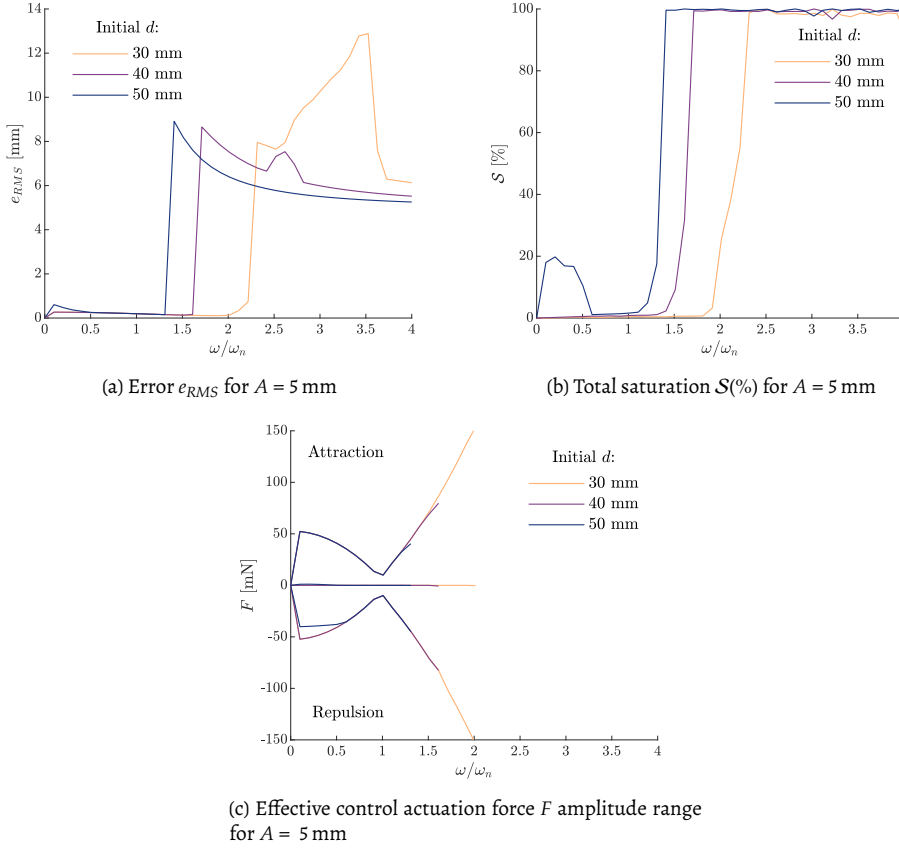 14
12
10
8
6
4
2
0
e_RMS [mm]
Initial d:
30 mm
40 mm
50 mm
0 0.5 1 1.5 2 2.5 3 3.5 4
ω/ω_n
(a) Error e_RMS for A = 5 mm
100
80
60
40
20
0
S [%]
Initial d:
30 mm
40 mm
50 mm
0 0.5 1 1.5 2 2.5 3 3.5
ω/ω_n
(b) Total saturation S(%) for A = 5 mm
150
100
50
0
-50
-100
-150
F [mN]
Attraction
Repulsion
Initial d:
30 mm
40 mm
50 mm
0 0.5 1 1.5 2 2.5 3 3.5 4
ω/ω_n
(c) Effective control actuation force F amplitude range
for A = 5 mm